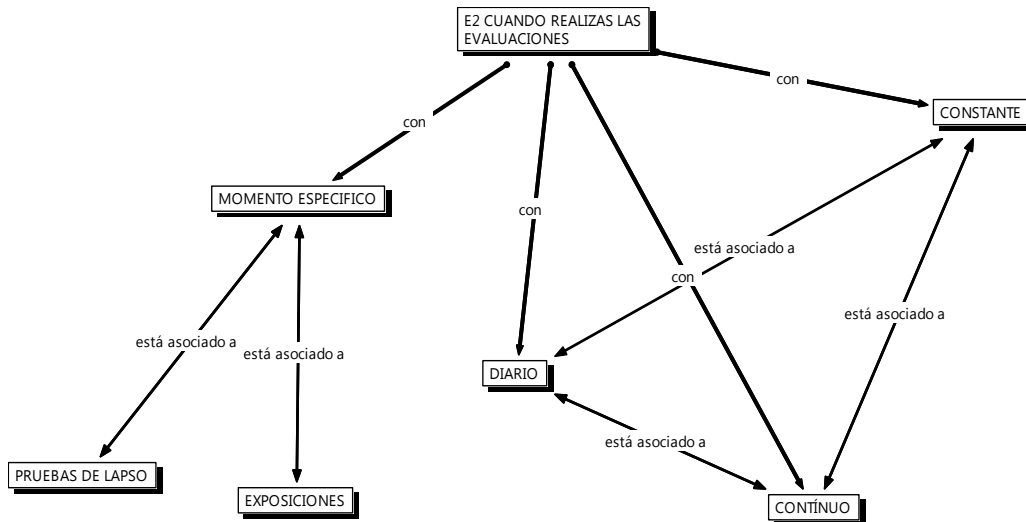 E2 CUANDO REALIZAS LAS
EVALUACIONES
con
CONSTANTE
con
MOMENTO ESPECIFICO
con
está asociado a
con
está asociado a
está asociado a
está asociado a
DIARIO
está asociado a
PRUEBAS DE LAPSO
EXPOSICIONES
CONTÍNUO